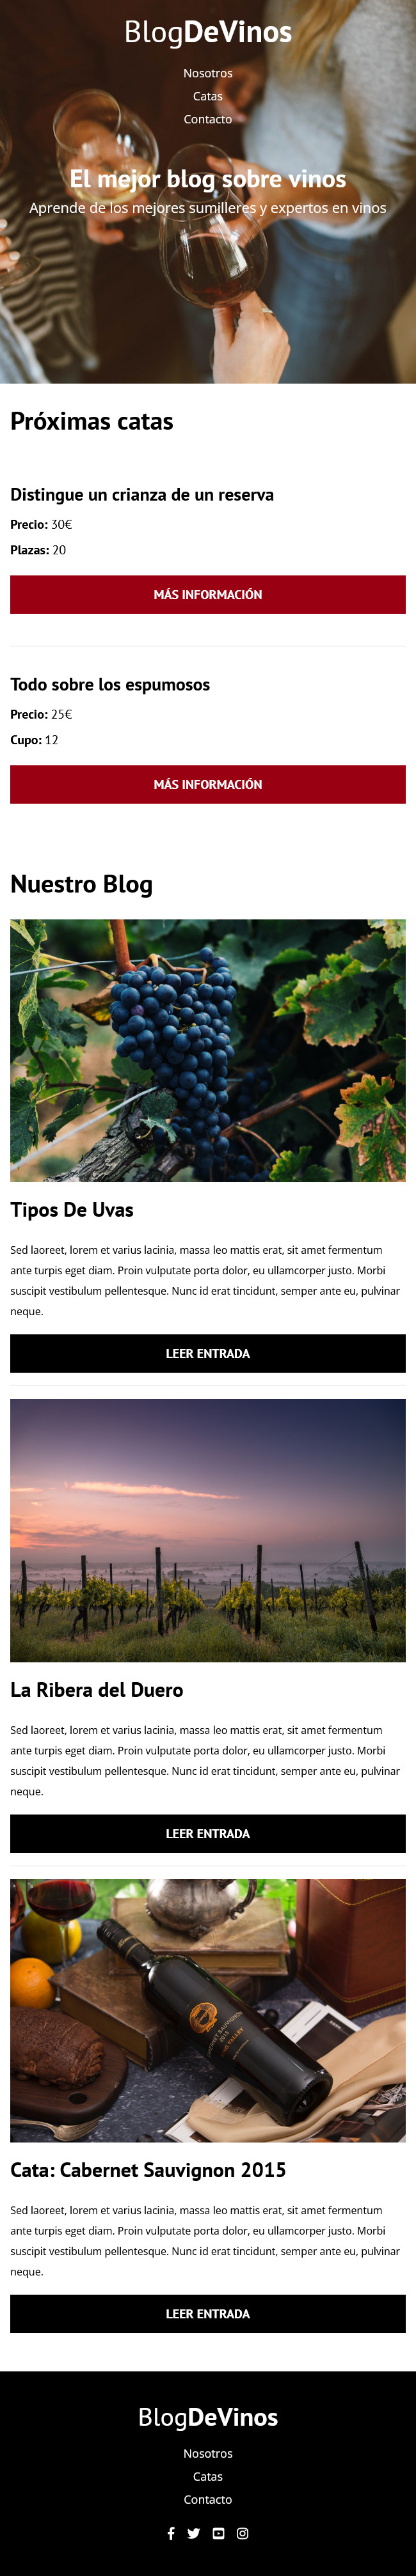 BlogDeVinos
Nosotros
Catas
Contacto
El mejor blog sobre vinos
Aprende de los mejores sumilleres y expertos en vinos
Próximas catas
Distingue un crianza de un reserva
Precio: 30€
Plazas: 20
MÁS INFORMACIÓN
Todo sobre los espumosos
Precio: 25€
Cupo: 12
MÁS INFORMACIÓN
Nuestro Blog
Tipos De Uvas
Sed laoreet, lorem et varius lacinia, massa leo mattis erat, sit amet fermentum
ante turpis eget diam. Proin vulputate porta dolor, eu ullamcorper justo. Morbi
suscipit vestibulum pellentesque. Nunc id erat tincidunt, semper ante eu, pulvinar
neque.
LEER ENTRADA
La Ribera del Duero
Sed laoreet, lorem et varius lacinia, massa leo mattis erat, sit amet fermentum
ante turpis eget diam. Proin vulputate porta dolor, eu ullamcorper justo. Morbi
suscipit vestibulum pellentesque. Nunc id erat tincidunt, semper ante eu, pulvinar
neque.
LEER ENTRADA
CABERNET SAUVIGNON
2015
Cata: Cabernet Sauvignon 2015
Sed laoreet, lorem et varius lacinia, massa leo mattis erat, sit amet fermentum
ante turpis eget diam. Proin vulputate porta dolor, eu ullamcorper justo. Morbi
suscipit vestibulum pellentesque. Nunc id erat tincidunt, semper ante eu, pulvinar
neque.
LEER ENTRADA
BlogDeVinos
Nosotros
Catas
Contacto